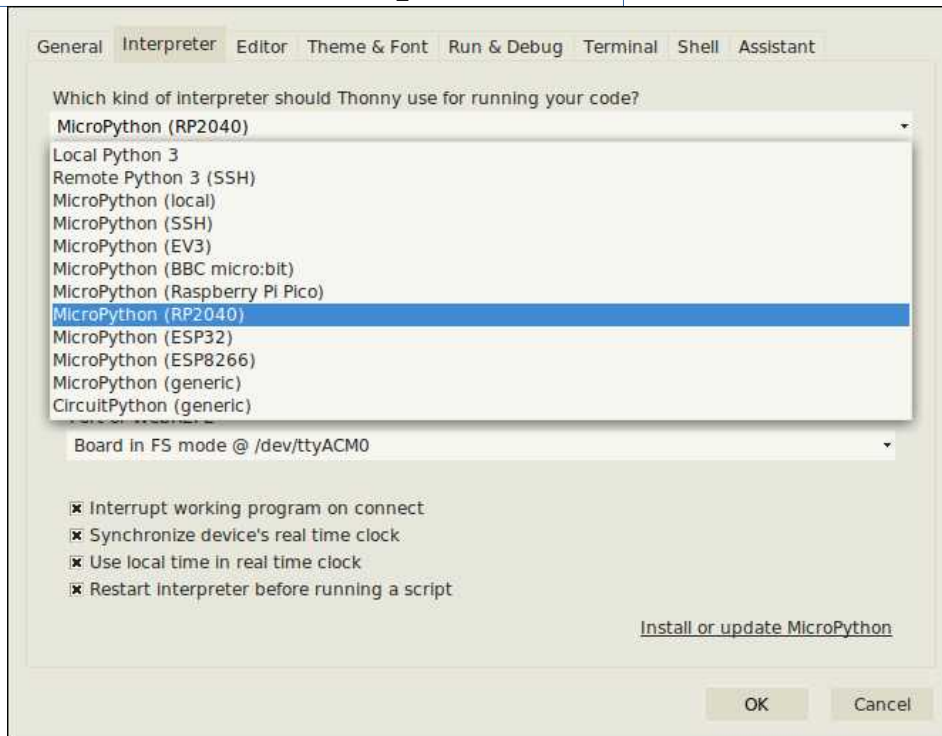 General Interpreter Editor Theme & Font Run & Debug Terminal Shell Assistant
Which kind of interpreter should Thonny use for running your code?
MicroPython (RP2040)
Local Python 3
Remote Python 3 (SSH)
MicroPython (local)
MicroPython (SSH)
MicroPython (EV3)
MicroPython (BBC micro:bit)
MicroPython (Raspberry Pi Pico)
MicroPython (RP2040)
MicroPython (ESP32)
MicroPython (ESP8266)
MicroPython (generic)
CircuitPython (generic)
Board in FS mode @ /dev/ttyACM0
Interrupt working program on connect
Synchronize device's real time clock
Use local time in real time clock
Restart interpreter before running a script
Install or update MicroPython
OK Cancel